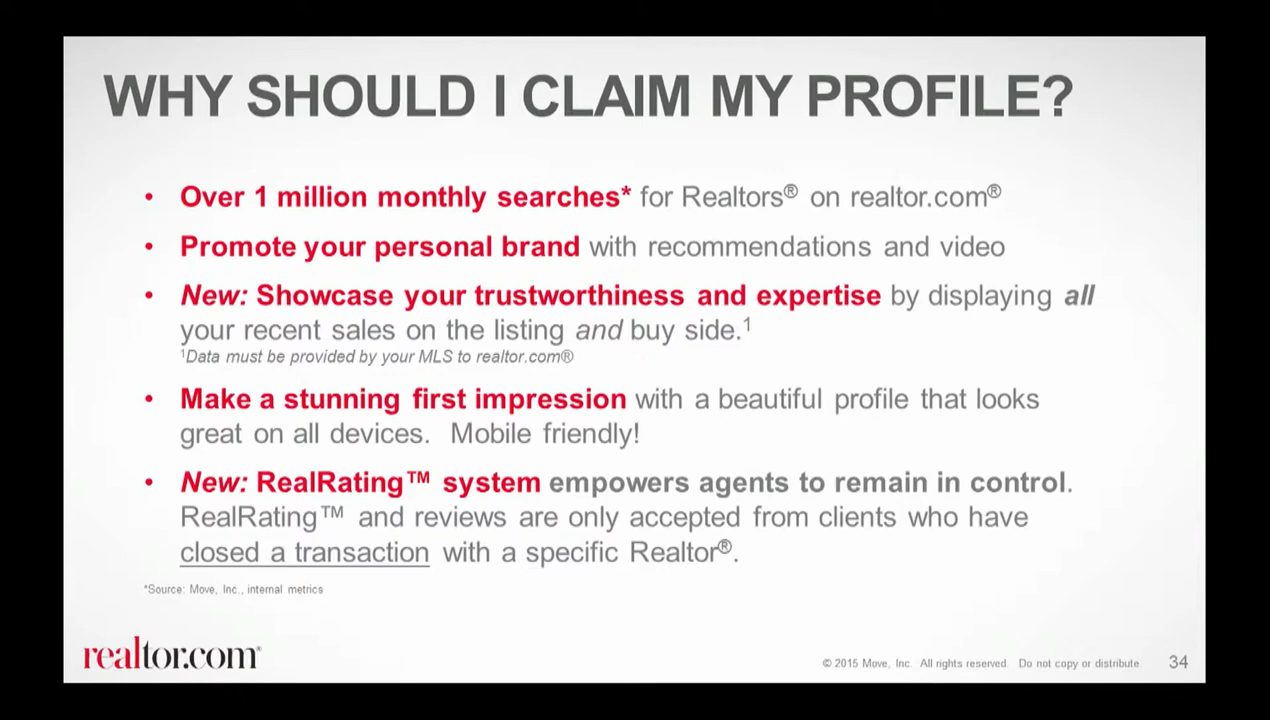 WHY SHOULD I CLAIM MY PROFILE?
• Over 1 million monthly searches* for Realtors® on realtor.com®
• Promote your personal brand with recommendations and video
• New: Showcase your trustworthiness and expertise by displaying all
your recent sales on the listing and buy side.¹
¹Data must be provided by your MLS to realtor.com®
• Make a stunning first impression with a beautiful profile that looks
great on all devices. Mobile friendly!
• New: RealRating™ system empowers agents to remain in control.
RealRating™ and reviews are only accepted from clients who have
closed a transaction with a specific Realtor®.
*Source: Move, Inc., internal metrics
realtor.com®
© 2015 Move, Inc. All rights reserved. Do not copy or distribute. 34